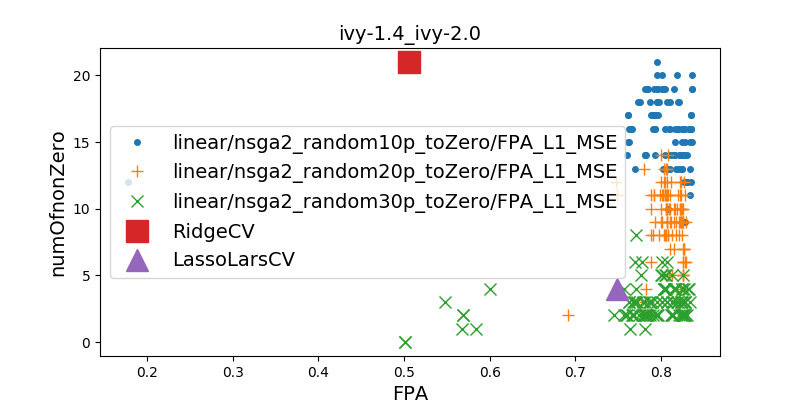 ivy-1.4_ivy-2.0
numOfnonZero
20
15
10
5
0
linear/nsga2_random10p_toZero/FPA_L1_MSE
linear/nsga2_random20p_toZero/FPA_L1_MSE
linear/nsga2_random30p_toZero/FPA_L1_MSE
RidgeCV
LassoLarsCV
0.2 0.3 0.4 0.5 0.6 0.7 0.8
FPA